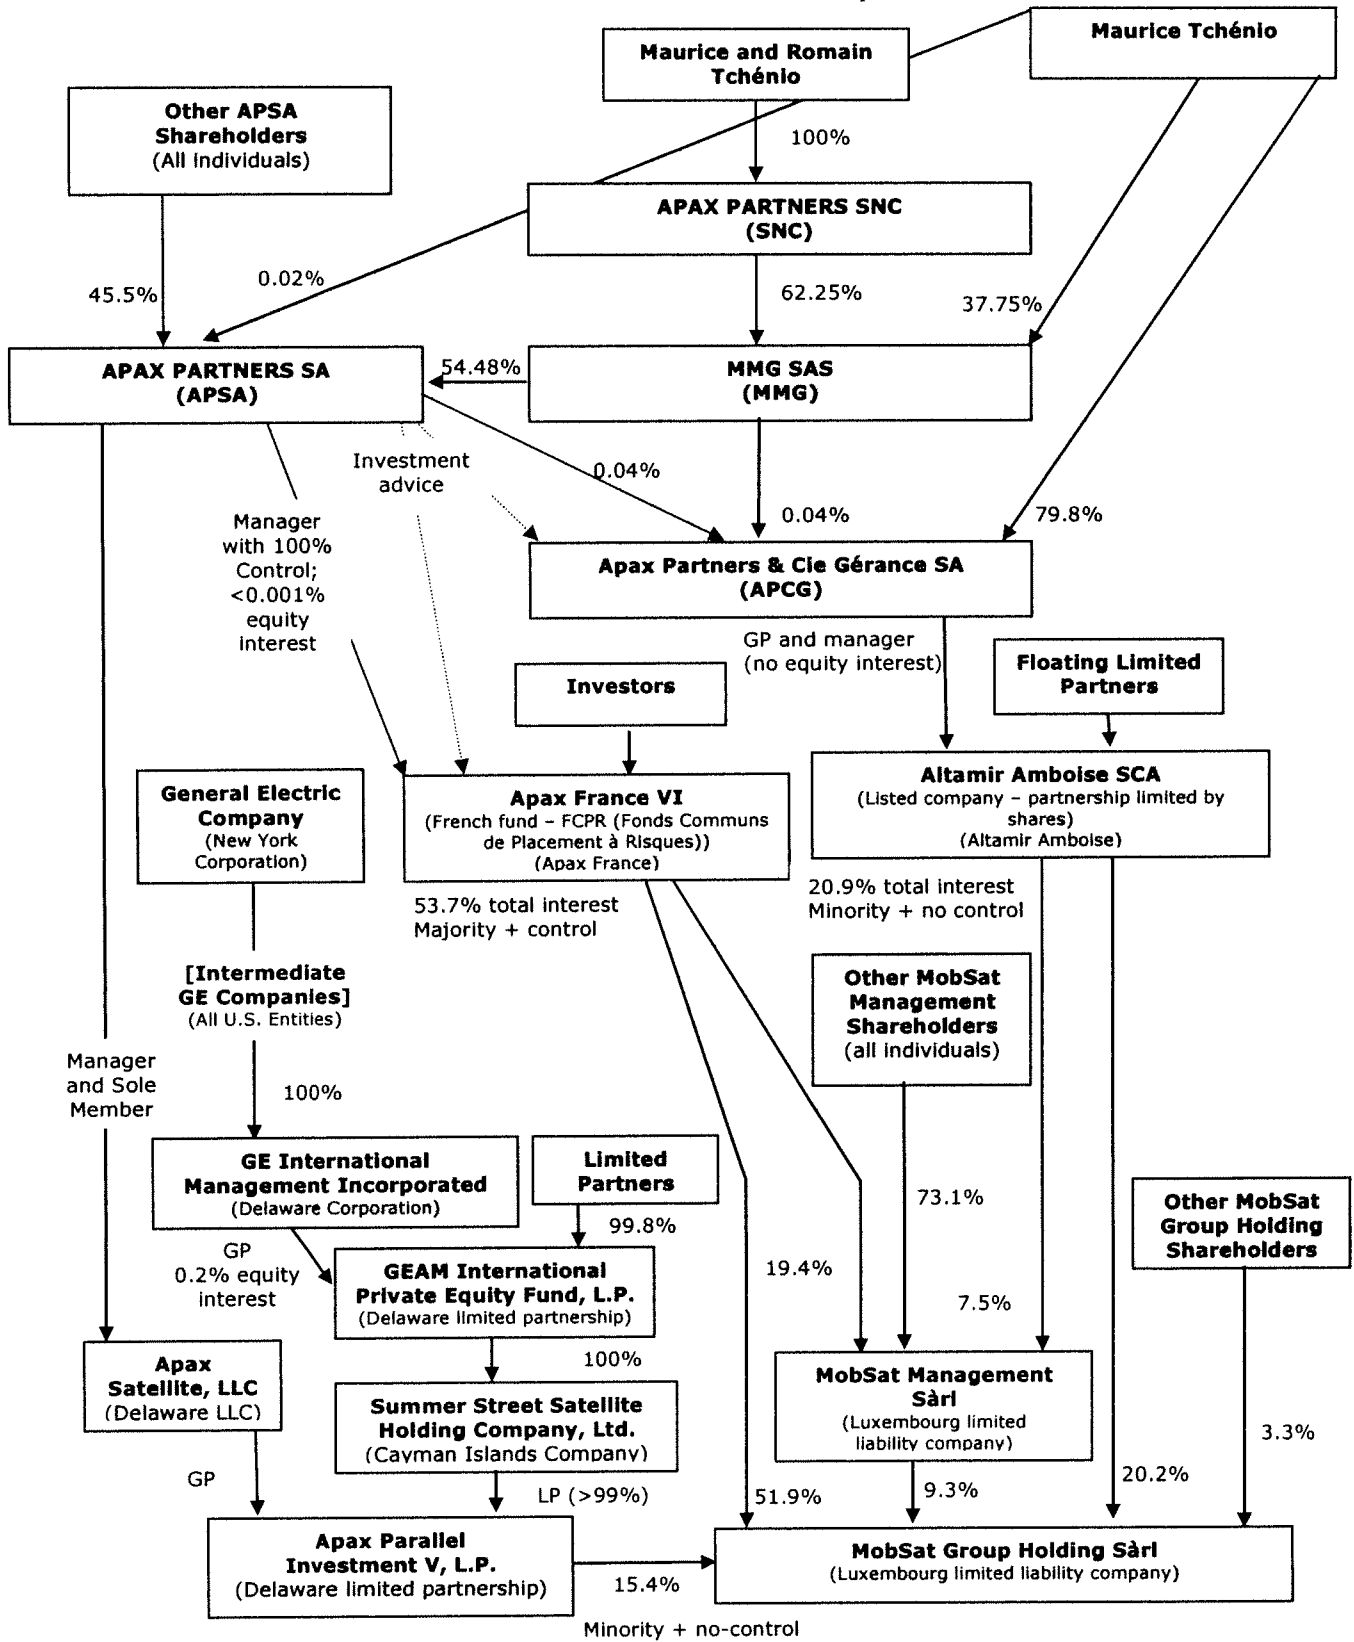 Maurice Tchénio
Maurice and Romain
Tchénio
Other APSA
Shareholders
(All individuals)
100%
APAX PARTNERS SNC
(SNC)
0.02%
45.5%
62.25%
37.75%
APAX PARTNERS SA
(APSA)
54.48%
MMG SAS
(MMG)
Investment
advice
0.04%
0.04%
79.8%
Manager
with 100%
Control;
<0.001%
equity
interest
Apax Partners & Cie Gérance SA
(APCG)
GP and manager
(no equity interest)
Floating Limited
Partners
Investors
General Electric
Company
(New York
Corporation)
Apax France VI
(French fund – FCPR (Fonds Communs
de Placement à Risques))
(Apax France)
Altamir Amboise SCA
(Listed company – partnership limited by
shares)
(Altamir Amboise)
53.7% total interest
Majority + control
20.9% total interest
Minority + no control
[Intermediate
GE Companies]
(All U.S. Entities)
Other MobSat
Management
Shareholders
(all individuals)
Manager
and Sole
Member
100%
GE International
Management Incorporated
(Delaware Corporation)
Limited
Partners
99.8%
73.1%
Other MobSat
Group Holding
Shareholders
GP
0.2% equity
interest
GEAM International
Private Equity Fund, L.P.
(Delaware limited partnership)
19.4%
7.5%
100%
Apax
Satellite, LLC
(Delaware LLC)
Summer Street Satellite
Holding Company, Ltd.
(Cayman Islands Company)
MobSat Management
Sàrl
(Luxembourg limited
liability company)
3.3%
GP
LP (>99%)
51.9%
9.3%
20.2%
Apax Parallel
Investment V, L.P.
(Delaware limited partnership)
15.4%
MobSat Group Holding Sàrl
(Luxembourg limited liability company)
Minority + no-control